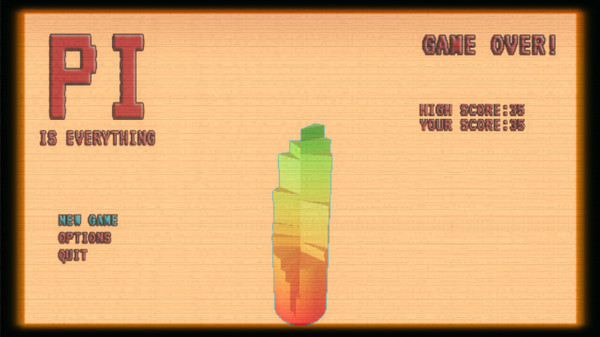 PI
IS EVERYTHING
GAME OVER!
HIGH SCORE:35
YOUR SCORE:35
NEW GAME
OPTIONS
QUIT